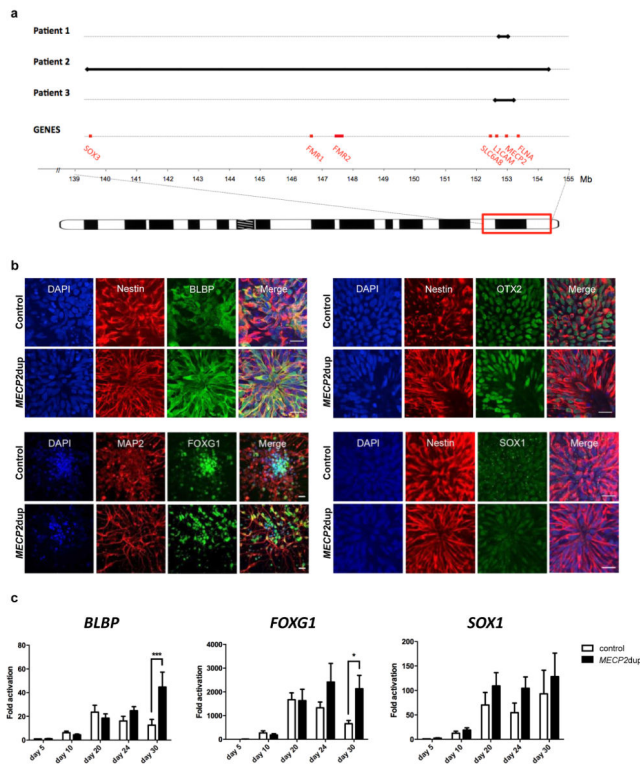 a
Patient 1
Patient 2
Patient 3
GENES
SOX3
FMR1
FMR2
SLC6A8
L1CAM
MECP2
FLNA
//
139 140 141 142 143 144 145 146 147 148 149 150 151 152 153 154 155 Mb
b
DAPI Nestin BLBP Merge
Control
MECP2dup
DAPI Nestin OTX2 Merge
Control
MECP2dup
DAPI MAP2 FOXG1 Merge
Control
MECP2dup
DAPI Nestin SOX1 Merge
Control
MECP2dup
c
BLBP
Fold activation
80
60
40
20
0
***
day 5 day 10 day 20 day 24 day 30
FOXG1
Fold activation
4000
3000
2000
1000
0
*
day 5 day 10 day 20 day 24 day 30
SOX1
Fold activation
200
150
100
50
0
day 5 day 10 day 20 day 24 day 30
control
MECP2dup